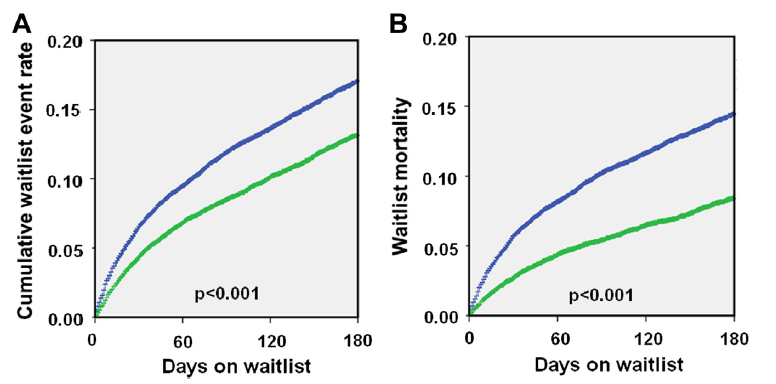 A
Cumulative waitlist event rate
0.20
0.15
0.10
0.05
0.00
p<0.001
0 60 120 180
Days on waitlist
B
Waitlist mortality
0.20
0.15
0.10
0.05
0.00
p<0.001
0 60 120 180
Days on waitlist